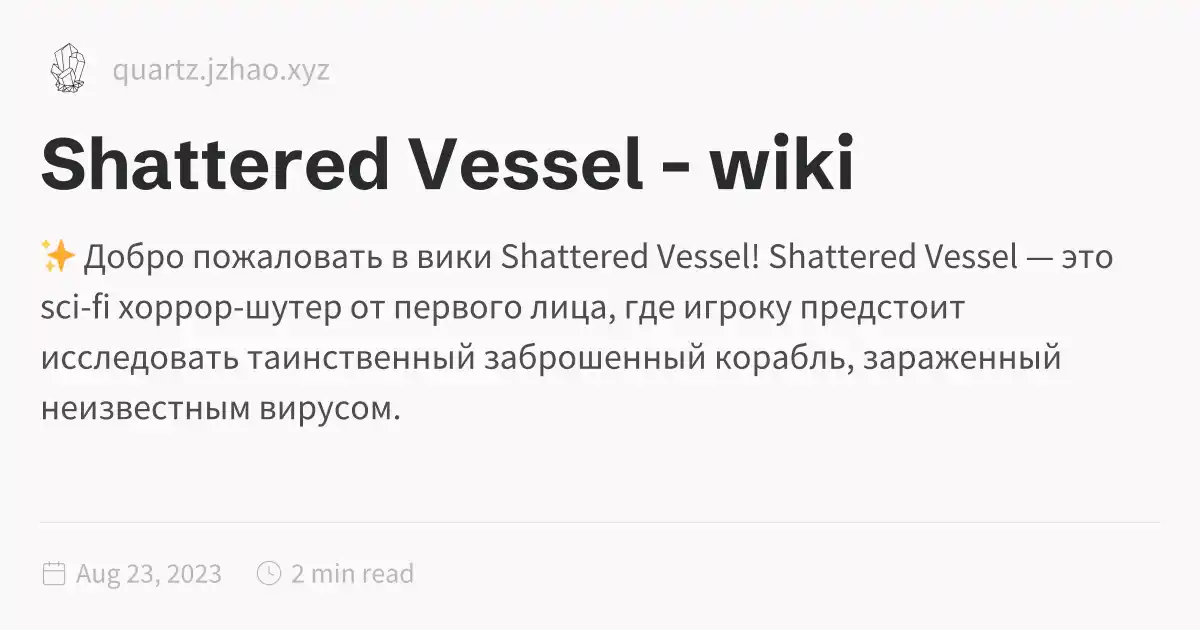 quartz.jzhao.xyz
Shattered Vessel - wiki
✨ Добро пожаловать в вики Shattered Vessel! Shattered Vessel — это
sci-fi хоррор-шутер от первого лица, где игроку предстоит
исследовать таинственный заброшенный корабль, зараженный
неизвестным вирусом.
Aug 23, 2023 2 min read